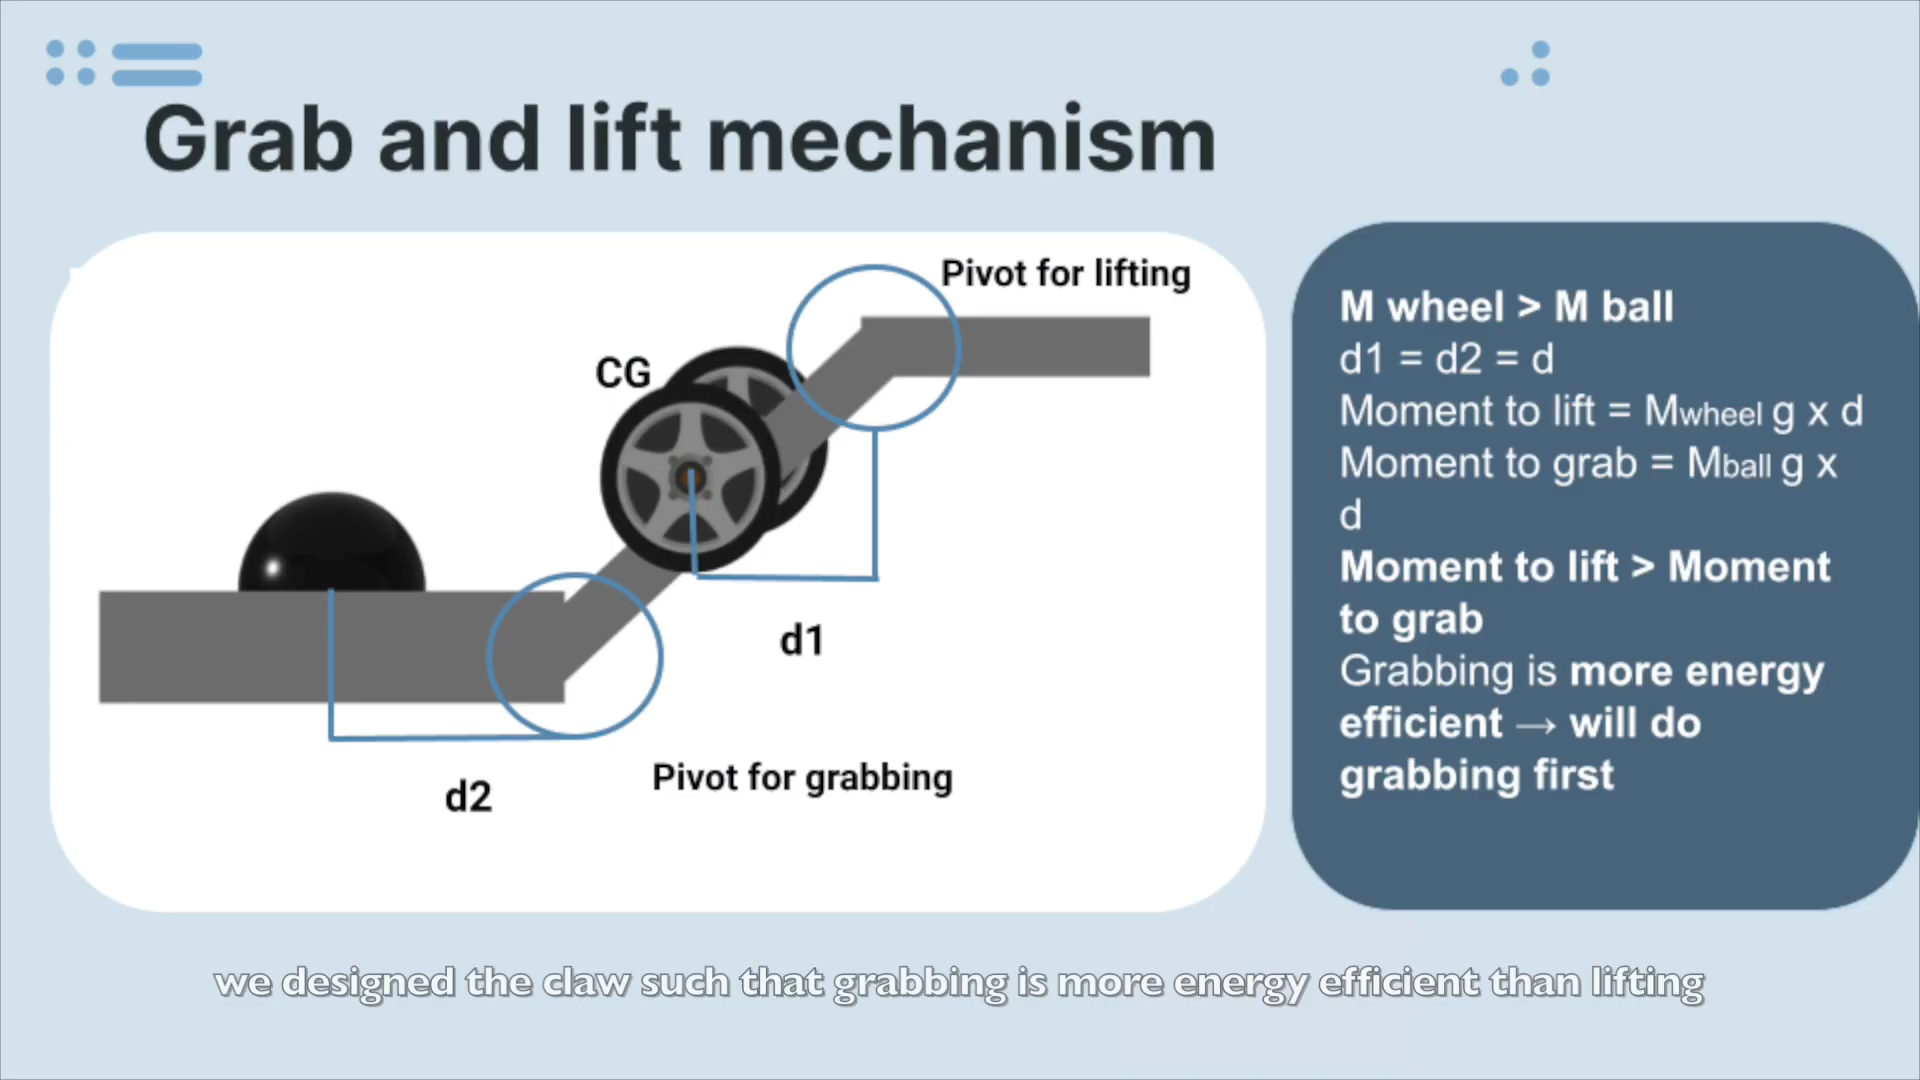 Grab and lift mechanism
Pivot for lifting
CG
d1
d2
Pivot for grabbing
M wheel > M ball
d1 = d2 = d
Moment to lift = Mwheel g x d
Moment to grab = Mball g x
d
Moment to lift > Moment
to grab
Grabbing is more energy
efficient → will do
grabbing first
we designed the claw such that grabbing is more energy efficient than lifting